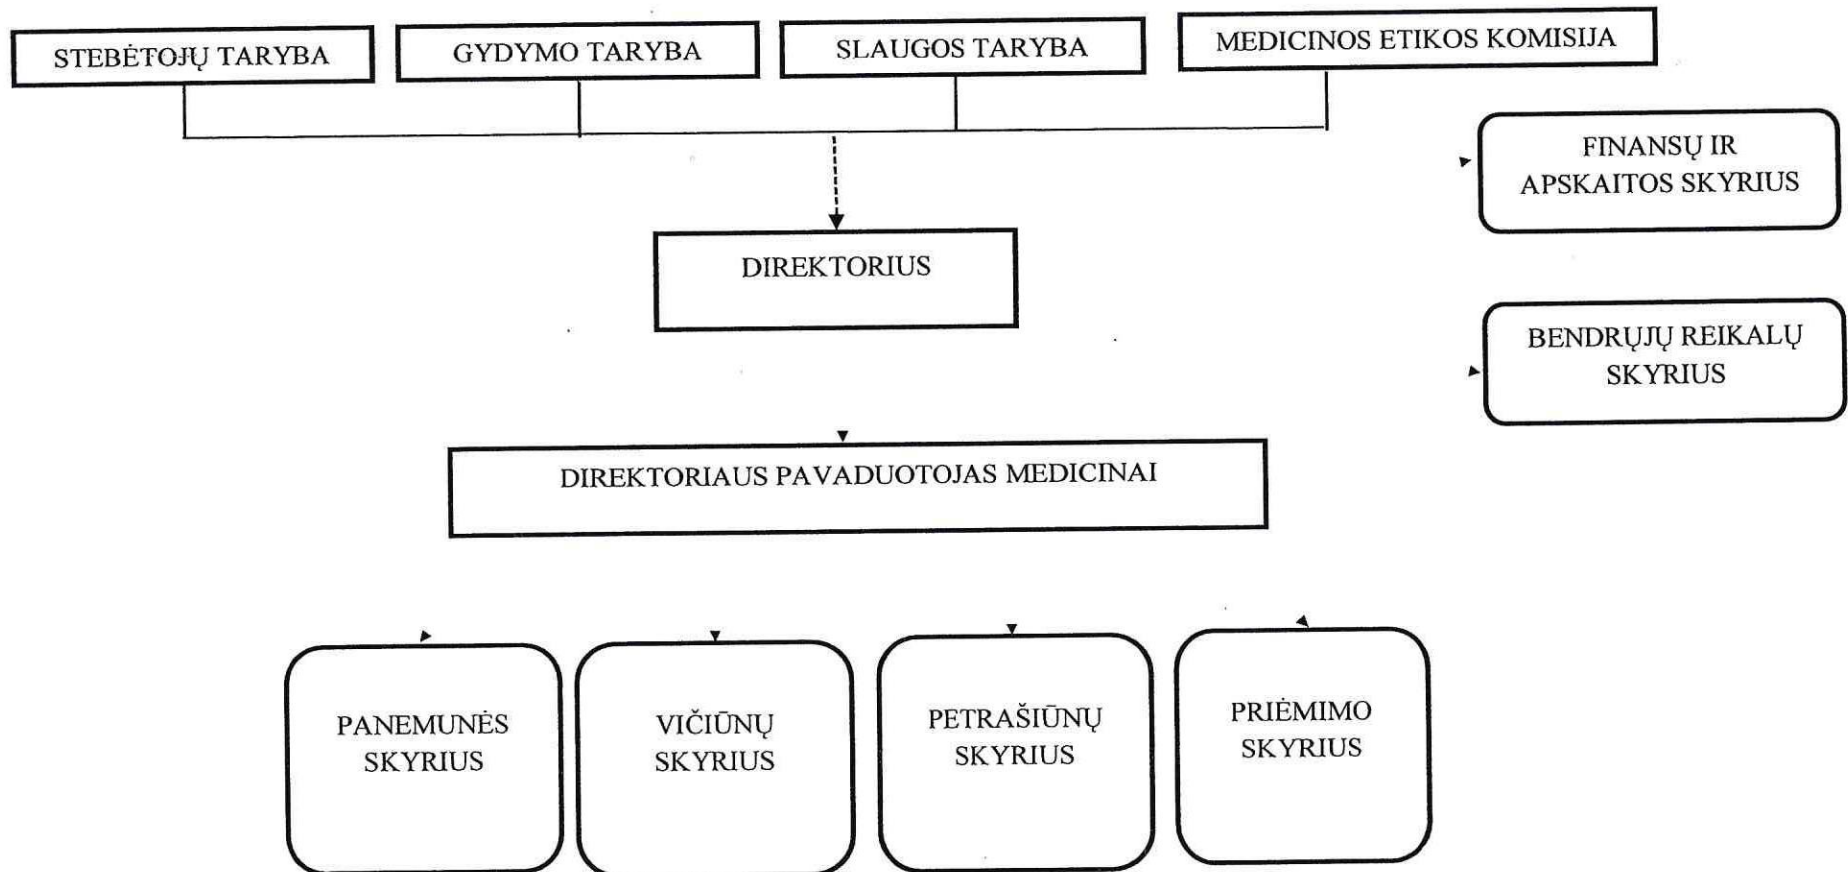 STEBĖTOJŲ TARYBA
GYDYMO TARYBA
SLAUGOS TARYBA
MEDICINOS ETIKOS KOMISIJA
FINANSŲ IR
APSKAITOS SKYRIUS
DIREKTORIUS
BENDRŲJŲ REIKALŲ
SKYRIUS
DIREKTORIAUS PAVADUOTOJAS MEDICINAI
PANEMUNĖS
SKYRIUS
VIČIŪNŲ
SKYRIUS
PETRAŠIŪNŲ
SKYRIUS
PRIĖMIMO
SKYRIUS